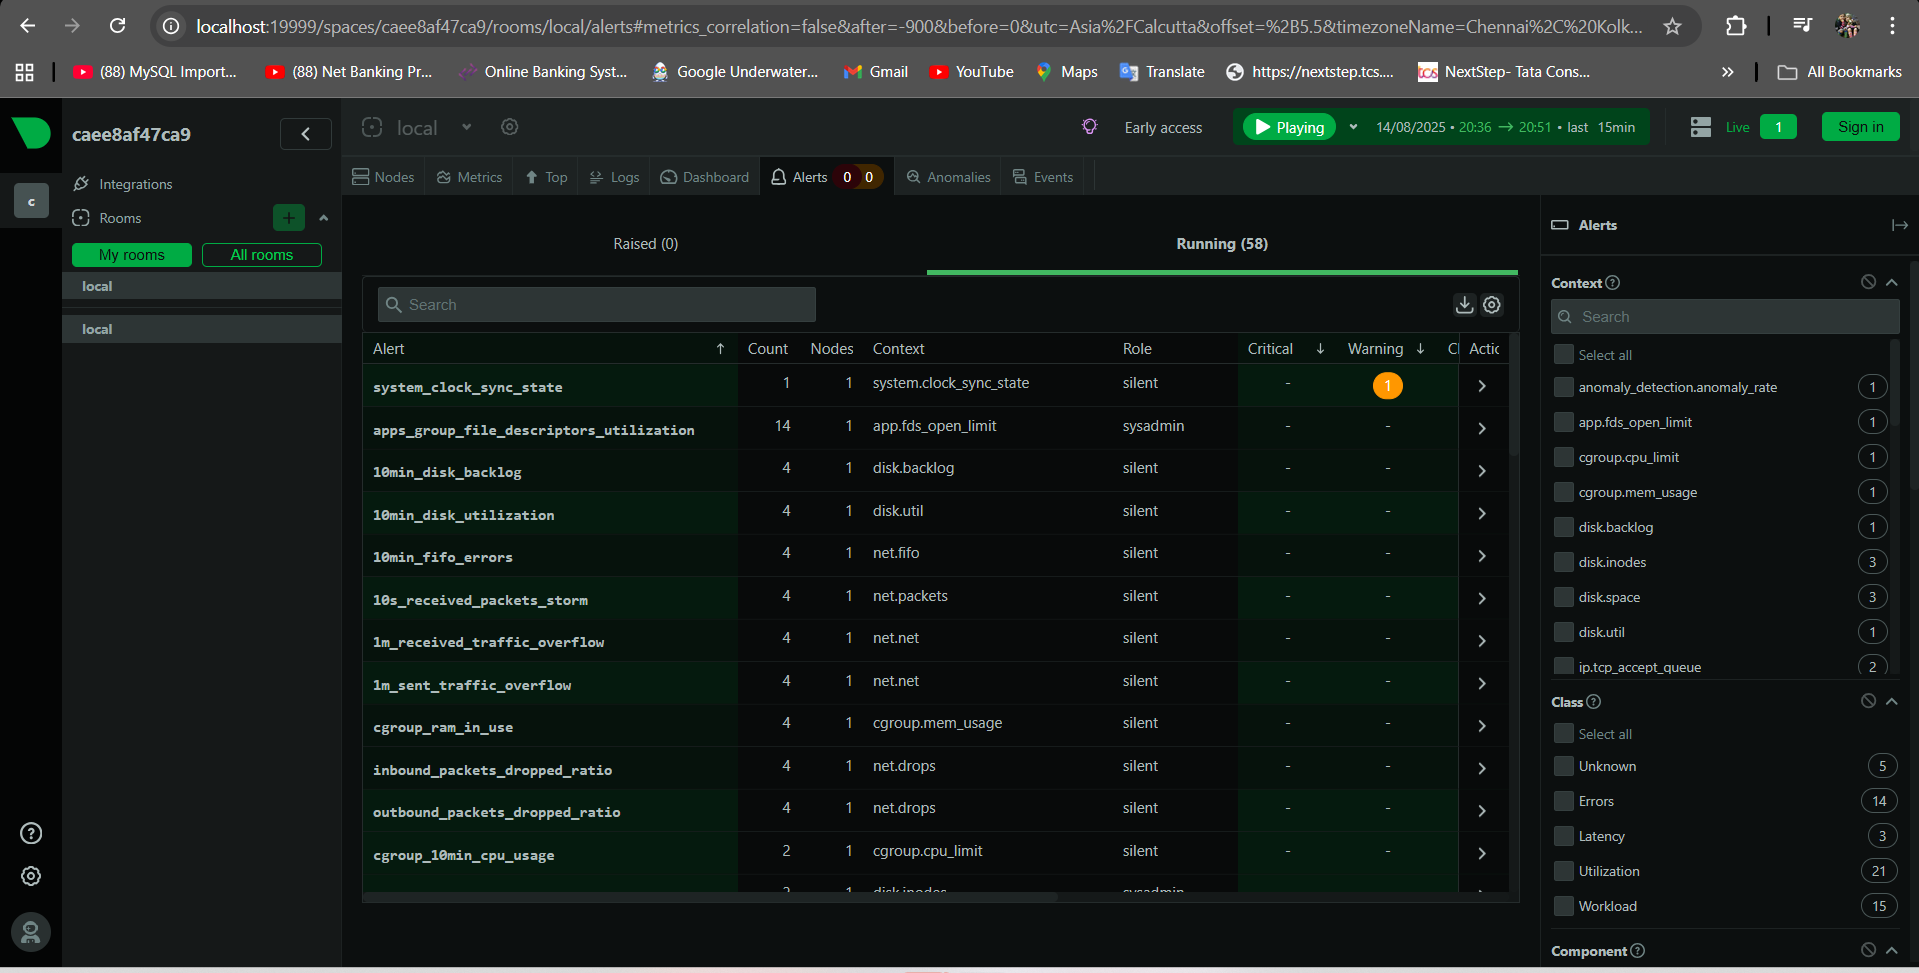 localhost:19999/spaces/caee8af47ca9/rooms/local/alerts#metrics_correlation=false&after=-900&before=0&utc=Asia%2FCalcutta&offset=%2B5.5&timezoneName=Chennai%2C%20Kolk...
(88) MySQL Import...
(88) Net Banking Pr...
Online Banking Syst...
Google Underwater...
Gmail
YouTube
Maps
Translate
https://nextstep.tcs....
tcs
NextStep- Tata Cons...
»
All Bookmarks
caee8af47ca9
c
Integrations
Rooms
+
My rooms
All rooms
local
local
local
Early access
Playing
14/08/2025 • 20:36 → 20:51 • last 15min
Live
1
Sign in
Nodes
Metrics
Top
Logs
Dashboard
Alerts 0 0
Anomalies
Events
Raised (0)
Running (58)
Search
Alert ↑ Count Nodes Context Role Critical ↓ Warning ↓ Cl Actic
system_clock_sync_state 1 1 system.clock_sync_state silent - 1
apps_group_file_descriptors_utilization 14 1 app.fds_open_limit sysadmin - -
10min_disk_backlog 4 1 disk.backlog silent - -
10min_disk_utilization 4 1 disk.util silent - -
10min_fifo_errors 4 1 net.fifo silent - -
10s_received_packets_storm 4 1 net.packets silent - -
1m_received_traffic_overflow 4 1 net.net silent - -
1m_sent_traffic_overflow 4 1 net.net silent - -
cgroup_ram_in_use 4 1 cgroup.mem_usage silent - -
inbound_packets_dropped_ratio 4 1 net.drops silent - -
outbound_packets_dropped_ratio 4 1 net.drops silent - -
cgroup_10min_cpu_usage 2 1 cgroup.cpu_limit silent - -
2 1 disk.inodes sysadmin
Alerts
Context ?
Search
Select all
anomaly_detection.anomaly_rate 1
app.fds_open_limit 1
cgroup.cpu_limit 1
cgroup.mem_usage 1
disk.backlog 1
disk.inodes 3
disk.space 3
disk.util 1
ip.tcp_accept_queue 2
Class ?
Select all
Unknown 5
Errors 14
Latency 3
Utilization 21
Workload 15
Component ?